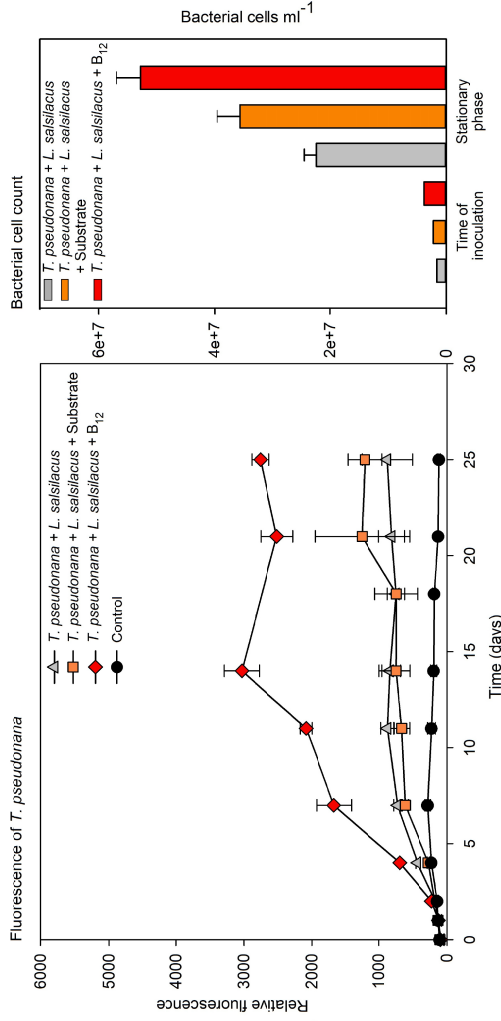 Fluorescence of T. pseudonana
T. pseudonana + L. salsilacus
T. pseudonana + L. salsilacus + Substrate
T. pseudonana + L. salsilacus + B12
Control
Relative fluorescence
6000
5000
4000
3000
2000
1000
0
0
5
10
15
20
25
30
Time (days)
Bacterial cell count
T. pseudonana + L. salsilacus
T. pseudonana + L. salsilacus
+ Substrate
T. pseudonana + L. salsilacus + B12
6e+7
4e+7
2e+7
0
Bacterial cells ml-1
Time of
inoculation
Stationary
phase